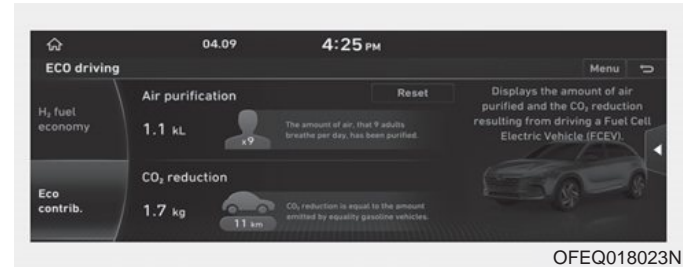 04.09
4:25 PM
ECO driving
Menu
H₂ fuel
economy
Eco
contrib.
Air purification
Reset
1.1 kL
x9
The amount of air, that 9 adults
breathe per day, has been purified.
CO₂ reduction
1.7 kg
11 km
CO₂ reduction is equal to the amount
emitted by equality gasoline vehicles.
Displays the amount of air
purified and the CO₂ reduction
resulting from driving a Fuel Cell
Electric Vehicle (FCEV).
OFEQ018023N